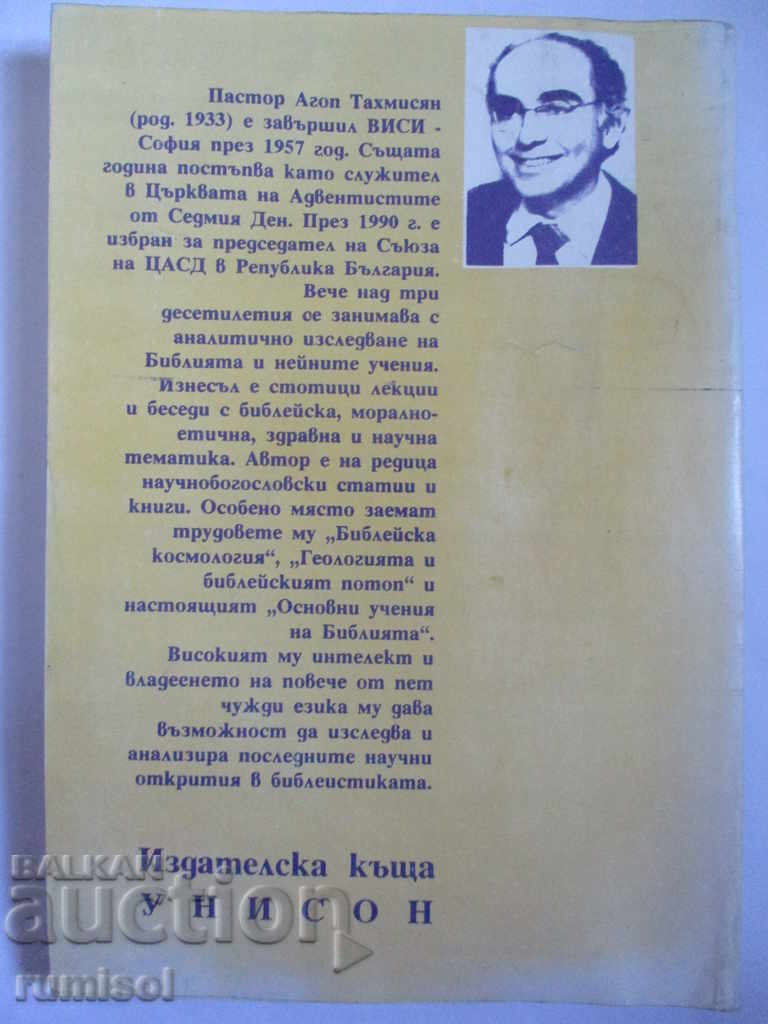 Пастор Агоп Тахмисян
(род. 1933) е завършил ВИСИ -
София през 1957 год. Същата
година постъпва като служител
в Църквата на Адвентистите
от Седмия Ден. През 1990 г. е
избран за председател на Съюза
на ЦАСД в Република България.
Вече над три
десетилетия се занимава с
аналитично изследване на
Библията и нейните учения.
Изнесъл е стотици лекции
и беседи с библейска, морално-
етична, здравна и научна
тематика. Автор е на редица
научнобогословски статии и
книги. Особено място заемат
трудовете му „Библейска
космология“, „Геологията и
библейският потоп“ и
настоящият „Основни учения
на Библията“.
Високият му интелект и
владеенето на повече от пет
чужди езика му дава
възможност да изследва и
анализира последните научни
открития в библеистиката.
Издателска къща
УНИСОН
BALKAN
auction
rumisol